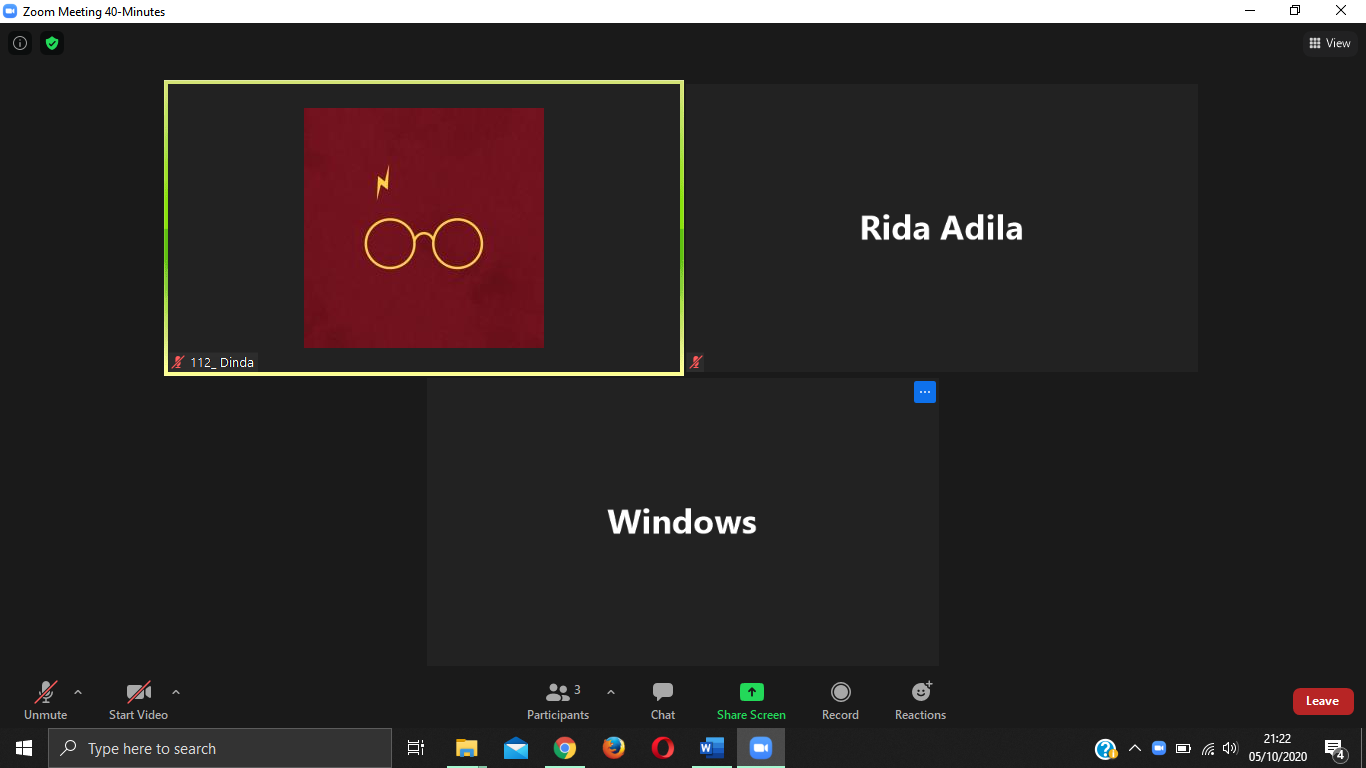 Zoom Meeting 40-Minutes
View
112_ Dinda
Rida Adila
Windows
Unmute
Start Video
3
Participants
Chat
Share Screen
Record
Reactions
Leave
Type here to search
21:22
05/10/2020
4